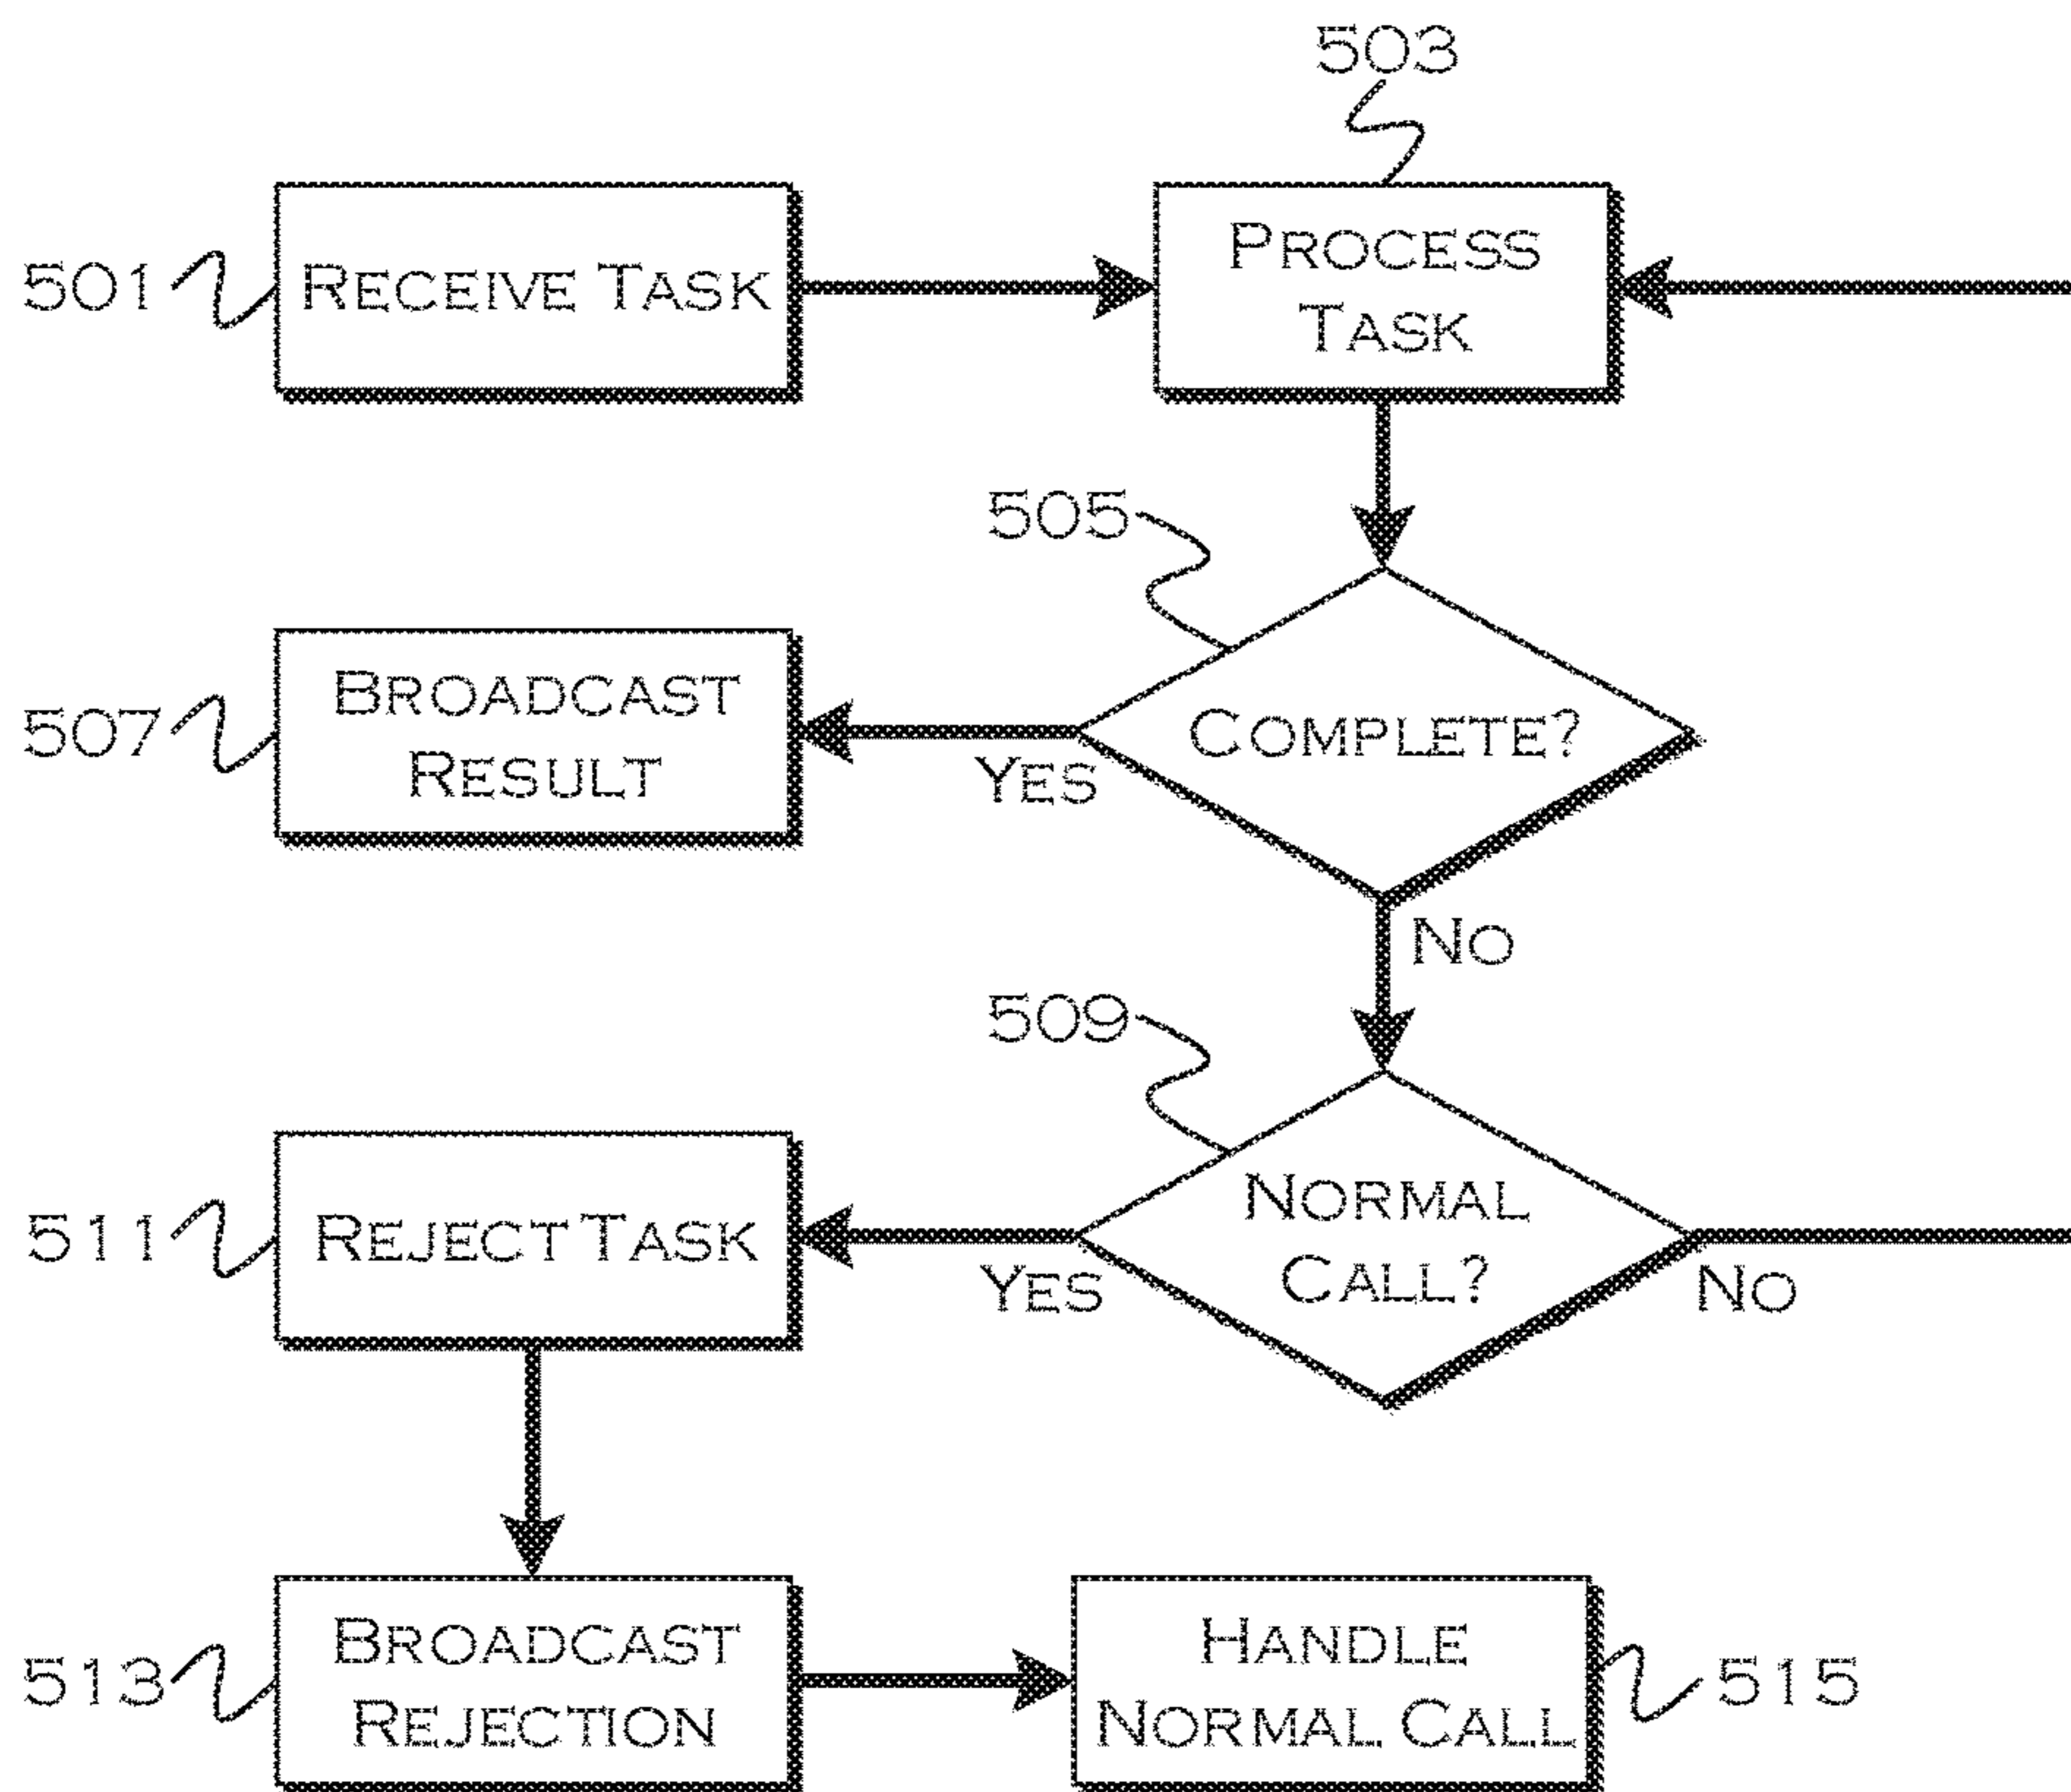 503
501
RECEIVE TASK
PROCESS
TASK
505
507
BROADCAST
RESULT
YES
COMPLETE?
NO
509
511
REJECT TASK
YES
NORMAL
CALL?
NO
513
BROADCAST
REJECTION
HANDLE
NORMAL CALL
515